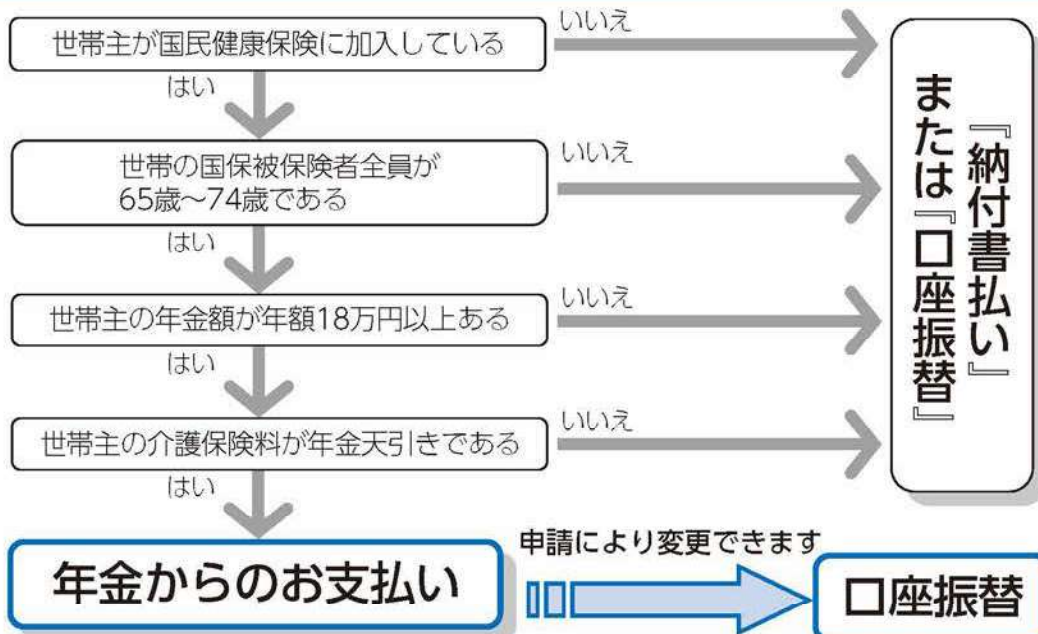 世帯主が国民健康保険に加入している
いいえ
はい
世帯の国保被保険者全員が
65歳～74歳である
いいえ
はい
世帯主の年金額が年額18万円以上ある
いいえ
はい
世帯主の介護保険料が年金天引きである
いいえ
はい
『納付書払い』
または『口座振替』
年金からのお支払い
申請により変更できます
口座振替